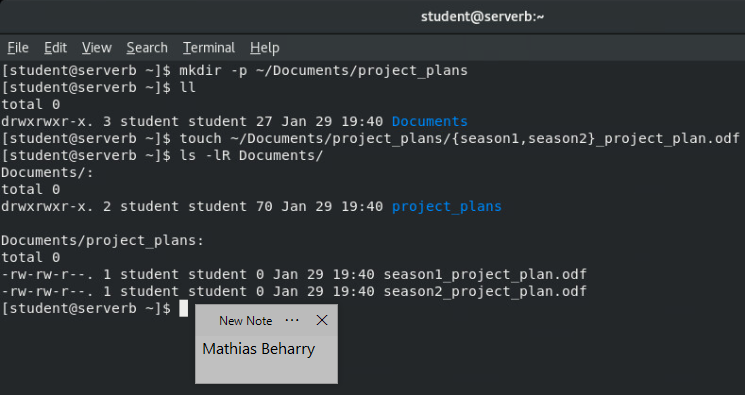 student@serverb:~
File Edit View Search Terminal Help
[student@serverb ~]$ mkdir -p ~/Documents/project_plans
[student@serverb ~]$ ll
total 0
drwxrwxr-x. 3 student student 27 Jan 29 19:40 Documents
[student@serverb ~]$ touch ~/Documents/project_plans/{season1,season2}_project_plan.odf
[student@serverb ~]$ ls -lR Documents/
Documents/:
total 0
drwxrwxr-x. 2 student student 70 Jan 29 19:40 project_plans

Documents/project_plans:
total 0
-rw-rw-r--. 1 student student 0 Jan 29 19:40 season1_project_plan.odf
-rw-rw-r--. 1 student student 0 Jan 29 19:40 season2_project_plan.odf
[student@serverb ~]$
New Note ···
Mathias Beharry